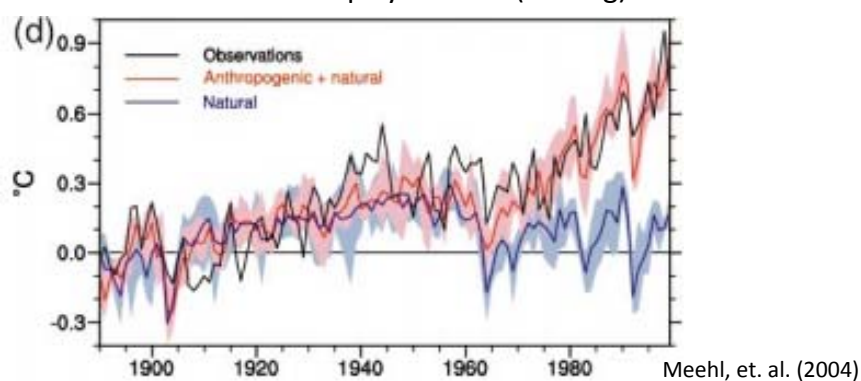 (d)
0.9
Observations
Anthropogenic + natural
Natural
0.6
°C
0.3
0.0
-0.3
1900 1920 1940 1960 1980
Meehl, et. al. (2004)